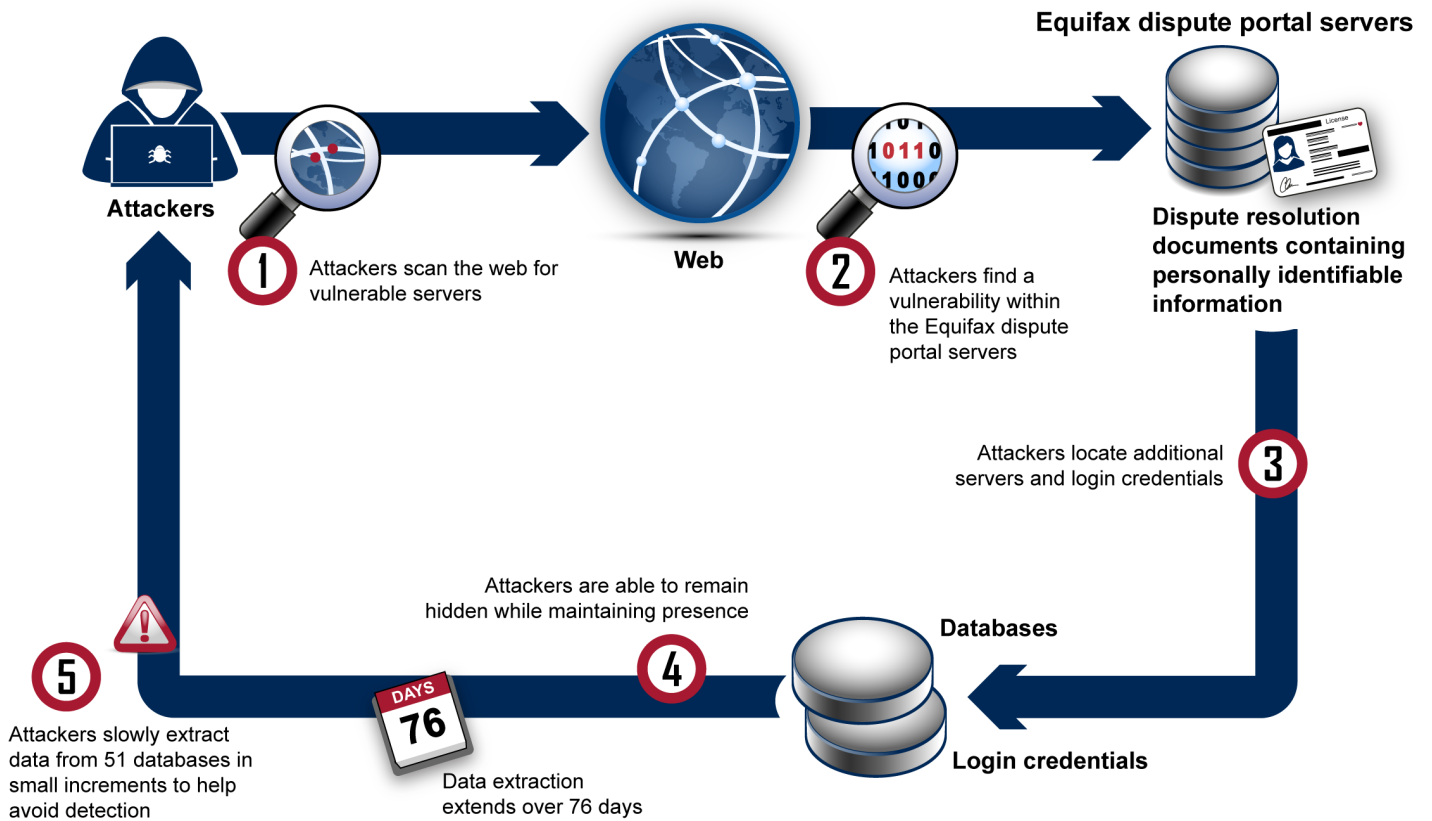 Equifax dispute portal servers
101
10110
11000
License
Attackers
Web
Dispute resolution
documents containing
personally identifiable
information
1
Attackers scan the web for
vulnerable servers
2
Attackers find a
vulnerability within
the Equifax dispute
portal servers
3
Attackers locate additional
servers and login credentials
Attackers are able to remain
hidden while maintaining presence
4
Databases
Login credentials
DAYS
76
Data extraction
extends over 76 days
5
Attackers slowly extract
data from 51 databases in
small increments to help
avoid detection